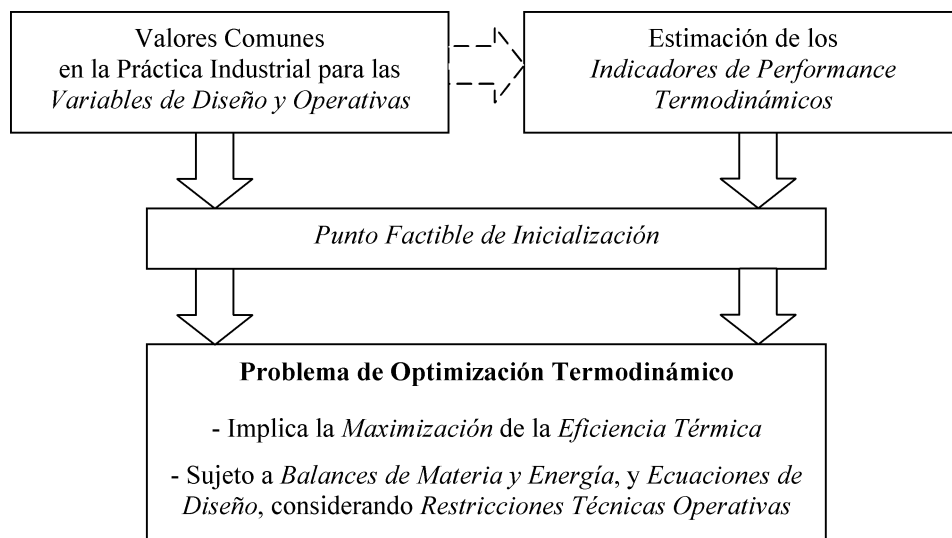 Valores Comunes
en la Práctica Industrial para las
Variables de Diseño y Operativas
Estimación de los
Indicadores de Performance
Termodinámicos
Punto Factible de Inicialización
Problema de Optimización Termodinámico
- Implica la Maximización de la Eficiencia Térmica
- Sujeto a Balances de Materia y Energía, y Ecuaciones de
Diseño, considerando Restricciones Técnicas Operativas